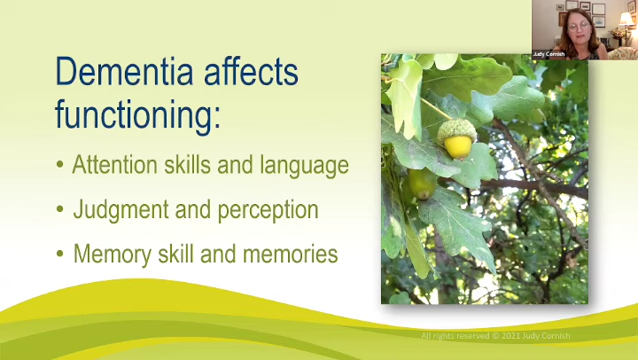 Judy Cornish
Dementia affects
functioning:
• Attention skills and language
• Judgment and perception
• Memory skill and memories
All rights reserved © 2021 Judy Cornish